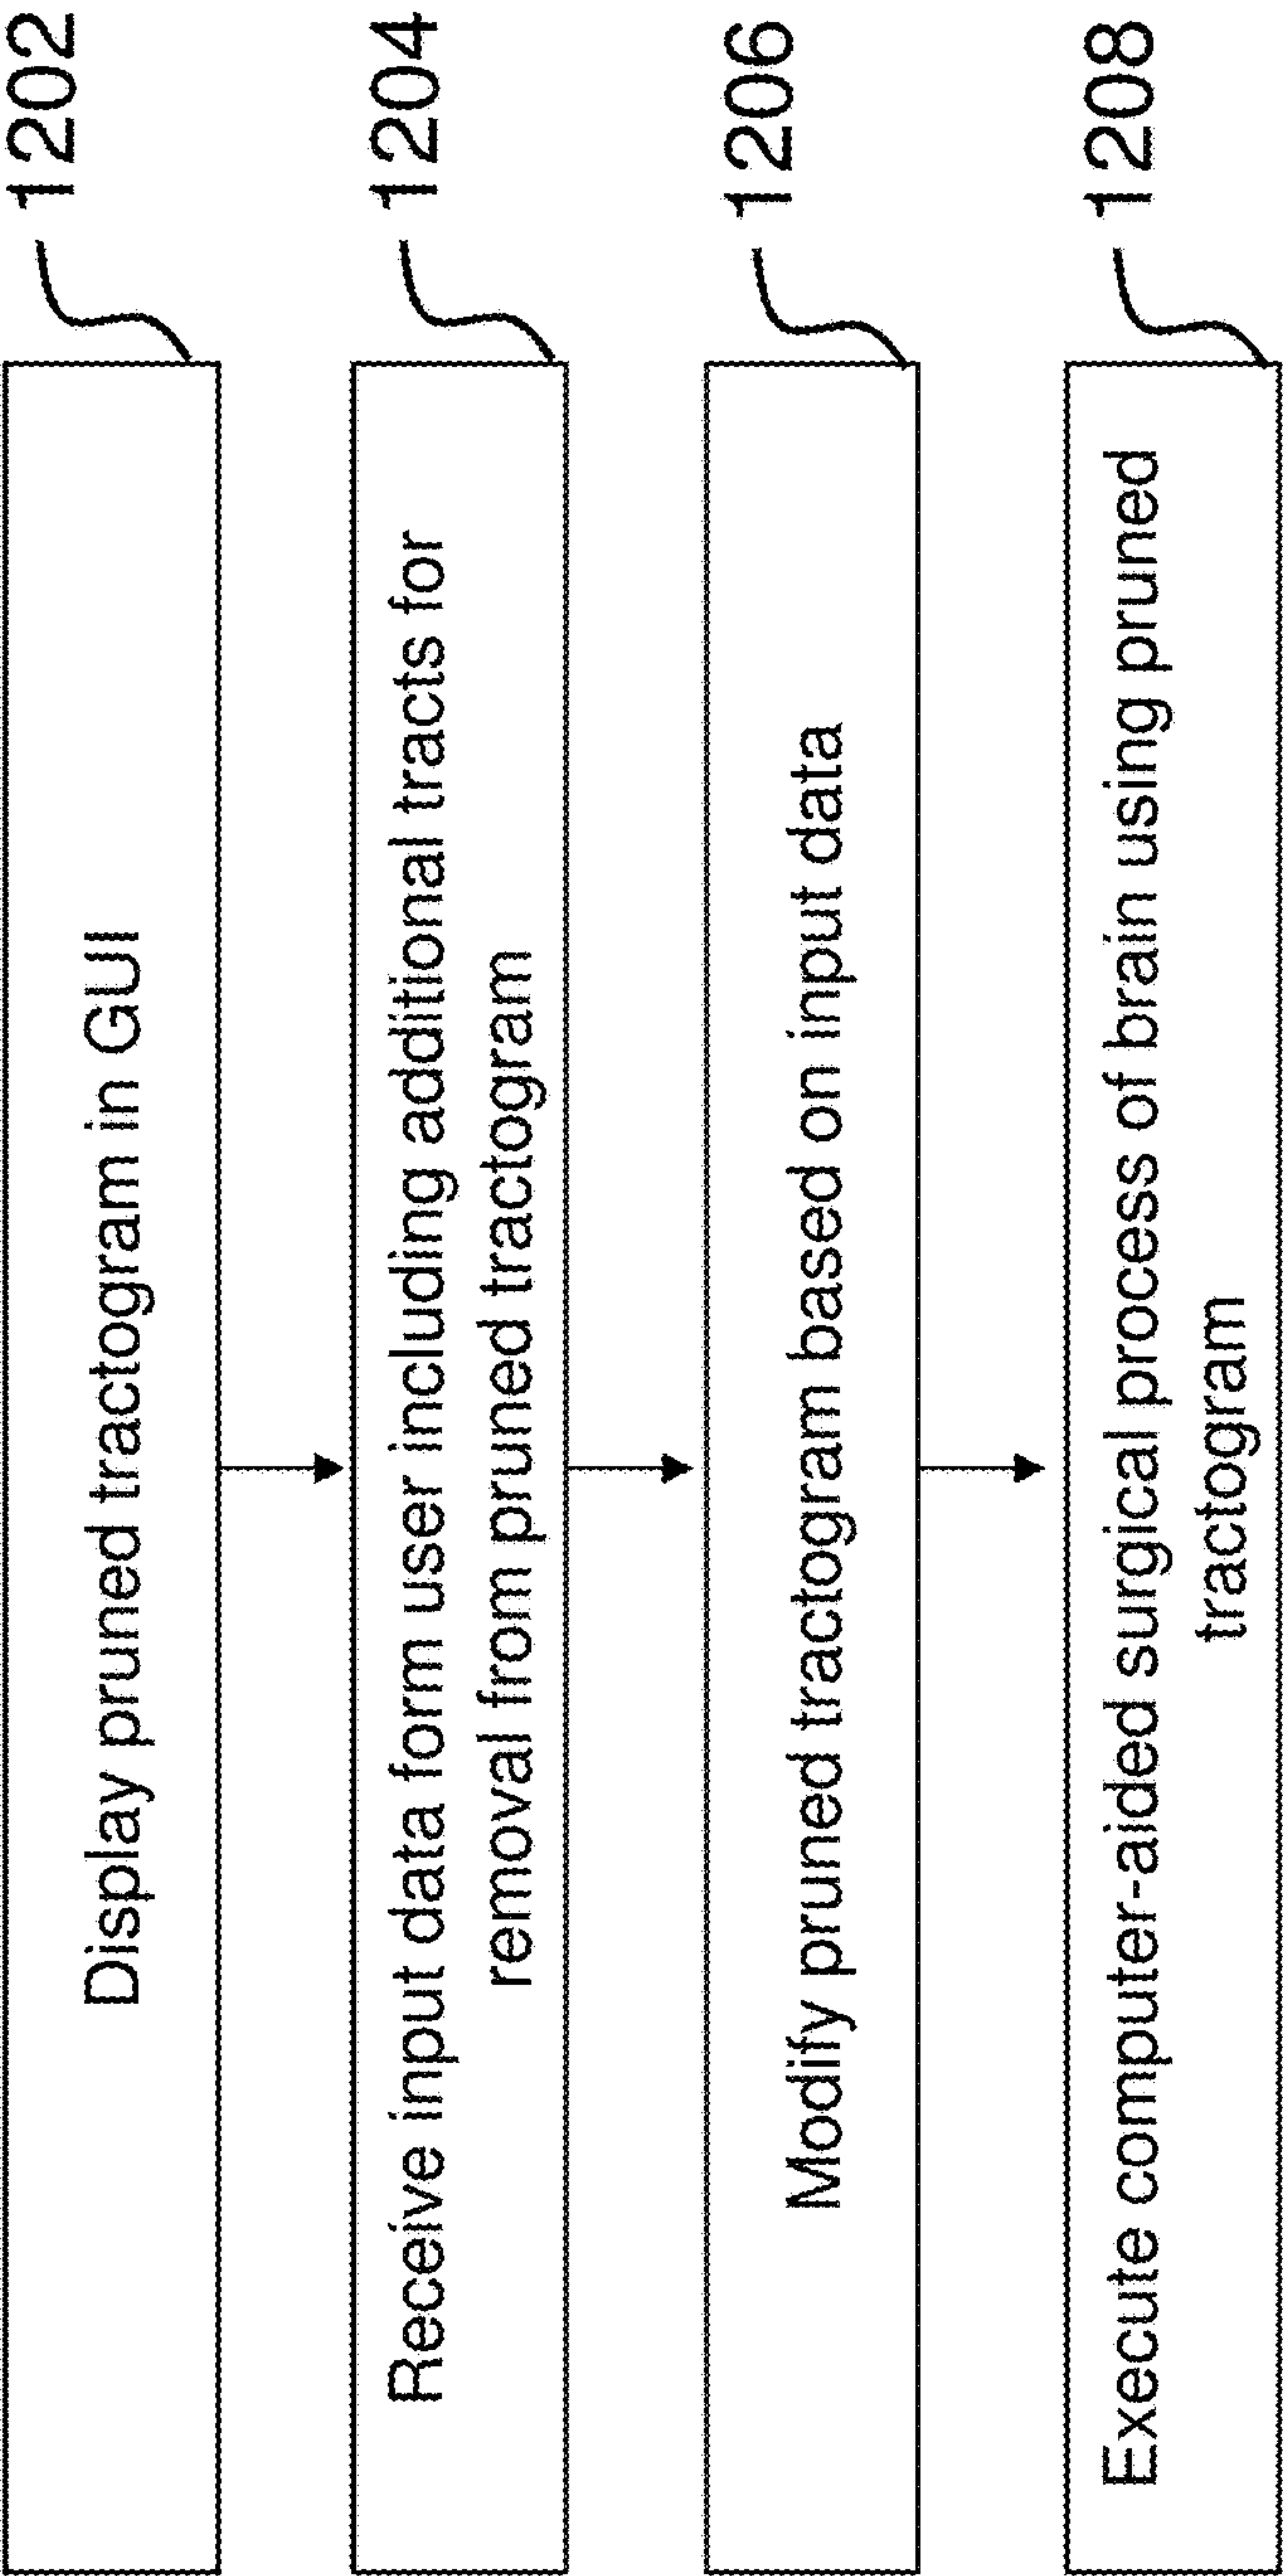 1202
Display pruned tractogram in GUI
1204
Receive input data form user including additional tracts for
removal from pruned tractogram
1206
Modify pruned tractogram based on input data
1208
Execute computer-aided surgical process of brain using pruned
tractogram